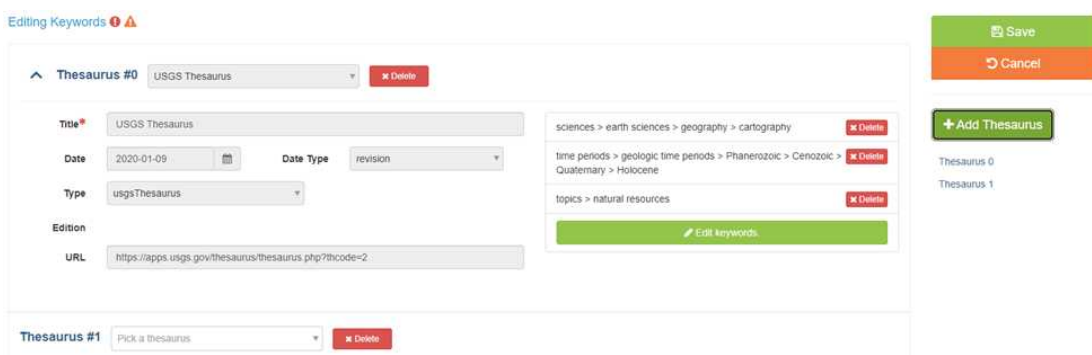 Editing Keywords
Save
Cancel
Thesaurus #0 USGS Thesaurus Delete
+ Add Thesaurus
Thesaurus 0
Thesaurus 1
Title* USGS Thesaurus
Date 2020-01-09 Date Type revision
Type usgsThesaurus
Edition
URL https://apps.usgs.gov/thesaurus/thesaurus.php?thcode=2
sciences > earth sciences > geography > cartography Delete
time periods > geologic time periods > Phanerozoic > Cenozoic > Delete
Quaternary > Holocene
topics > natural resources Delete
Edit keywords.
Thesaurus #1 Pick a thesaurus Delete